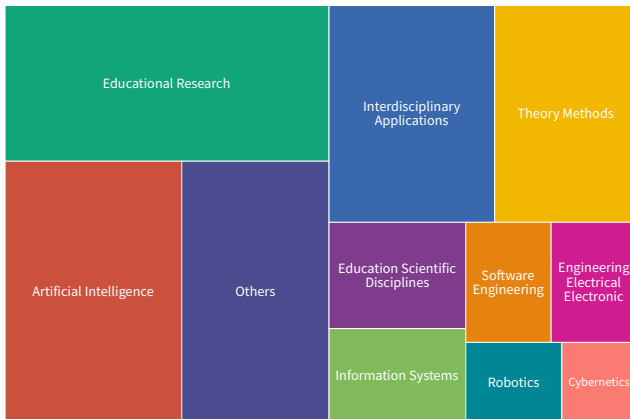 Educational Research
Interdisciplinary
Applications
Theory Methods
Artificial Intelligence
Others
Education Scientific
Disciplines
Software
Engineering
Engineering
Electrical
Electronic
Information Systems
Robotics
Cybernetics